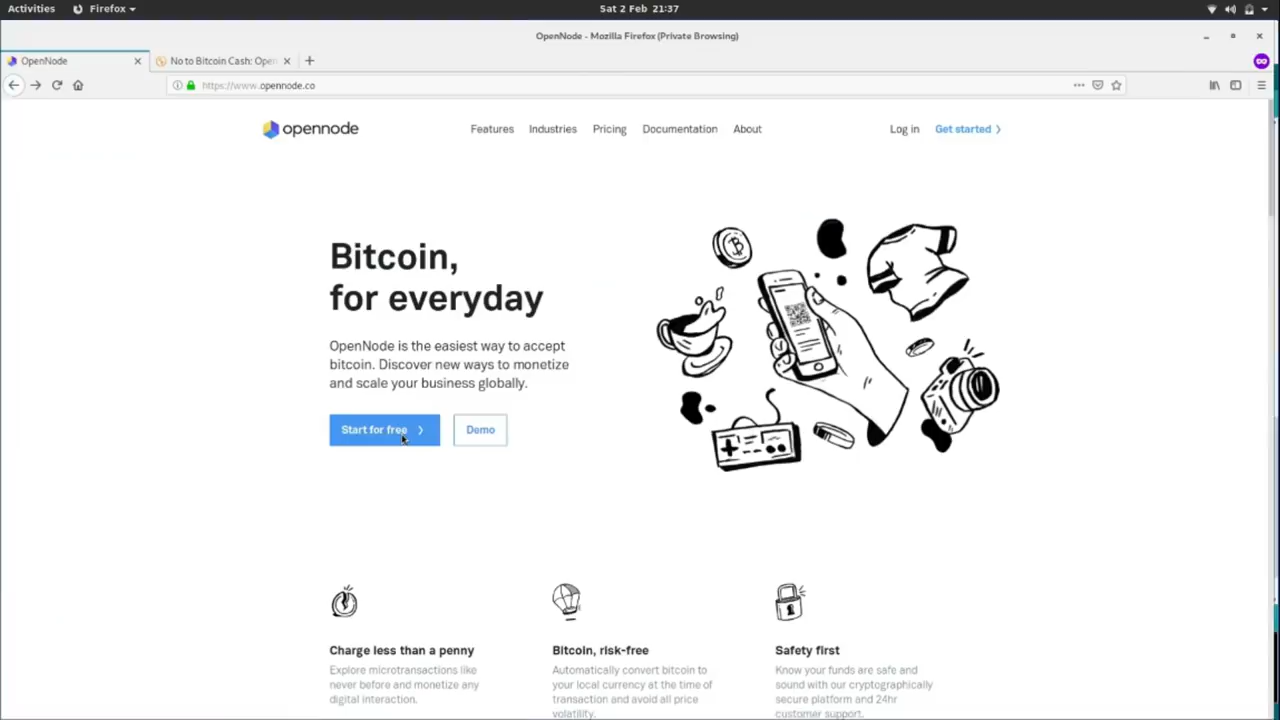 Activities Firefox Sat 2 Feb 21:37
OpenNode - Mozilla Firefox (Private Browsing)
OpenNode No to Bitcoin Cash: Open
https://www.opennode.co
opennode Features Industries Pricing Documentation About Log in Get started
Bitcoin,
for everyday
OpenNode is the easiest way to accept
bitcoin. Discover new ways to monetize
and scale your business globally.
Start for free Demo
Charge less than a penny
Explore microtransactions like
never before and monetize any
digital interaction.
Bitcoin, risk-free
Automatically convert bitcoin to
your local currency at the time of
transaction and avoid all price
volatility.
Safety first
Know your funds are safe and
sound with our cryptographically
secure platform and 24hr
customer support.